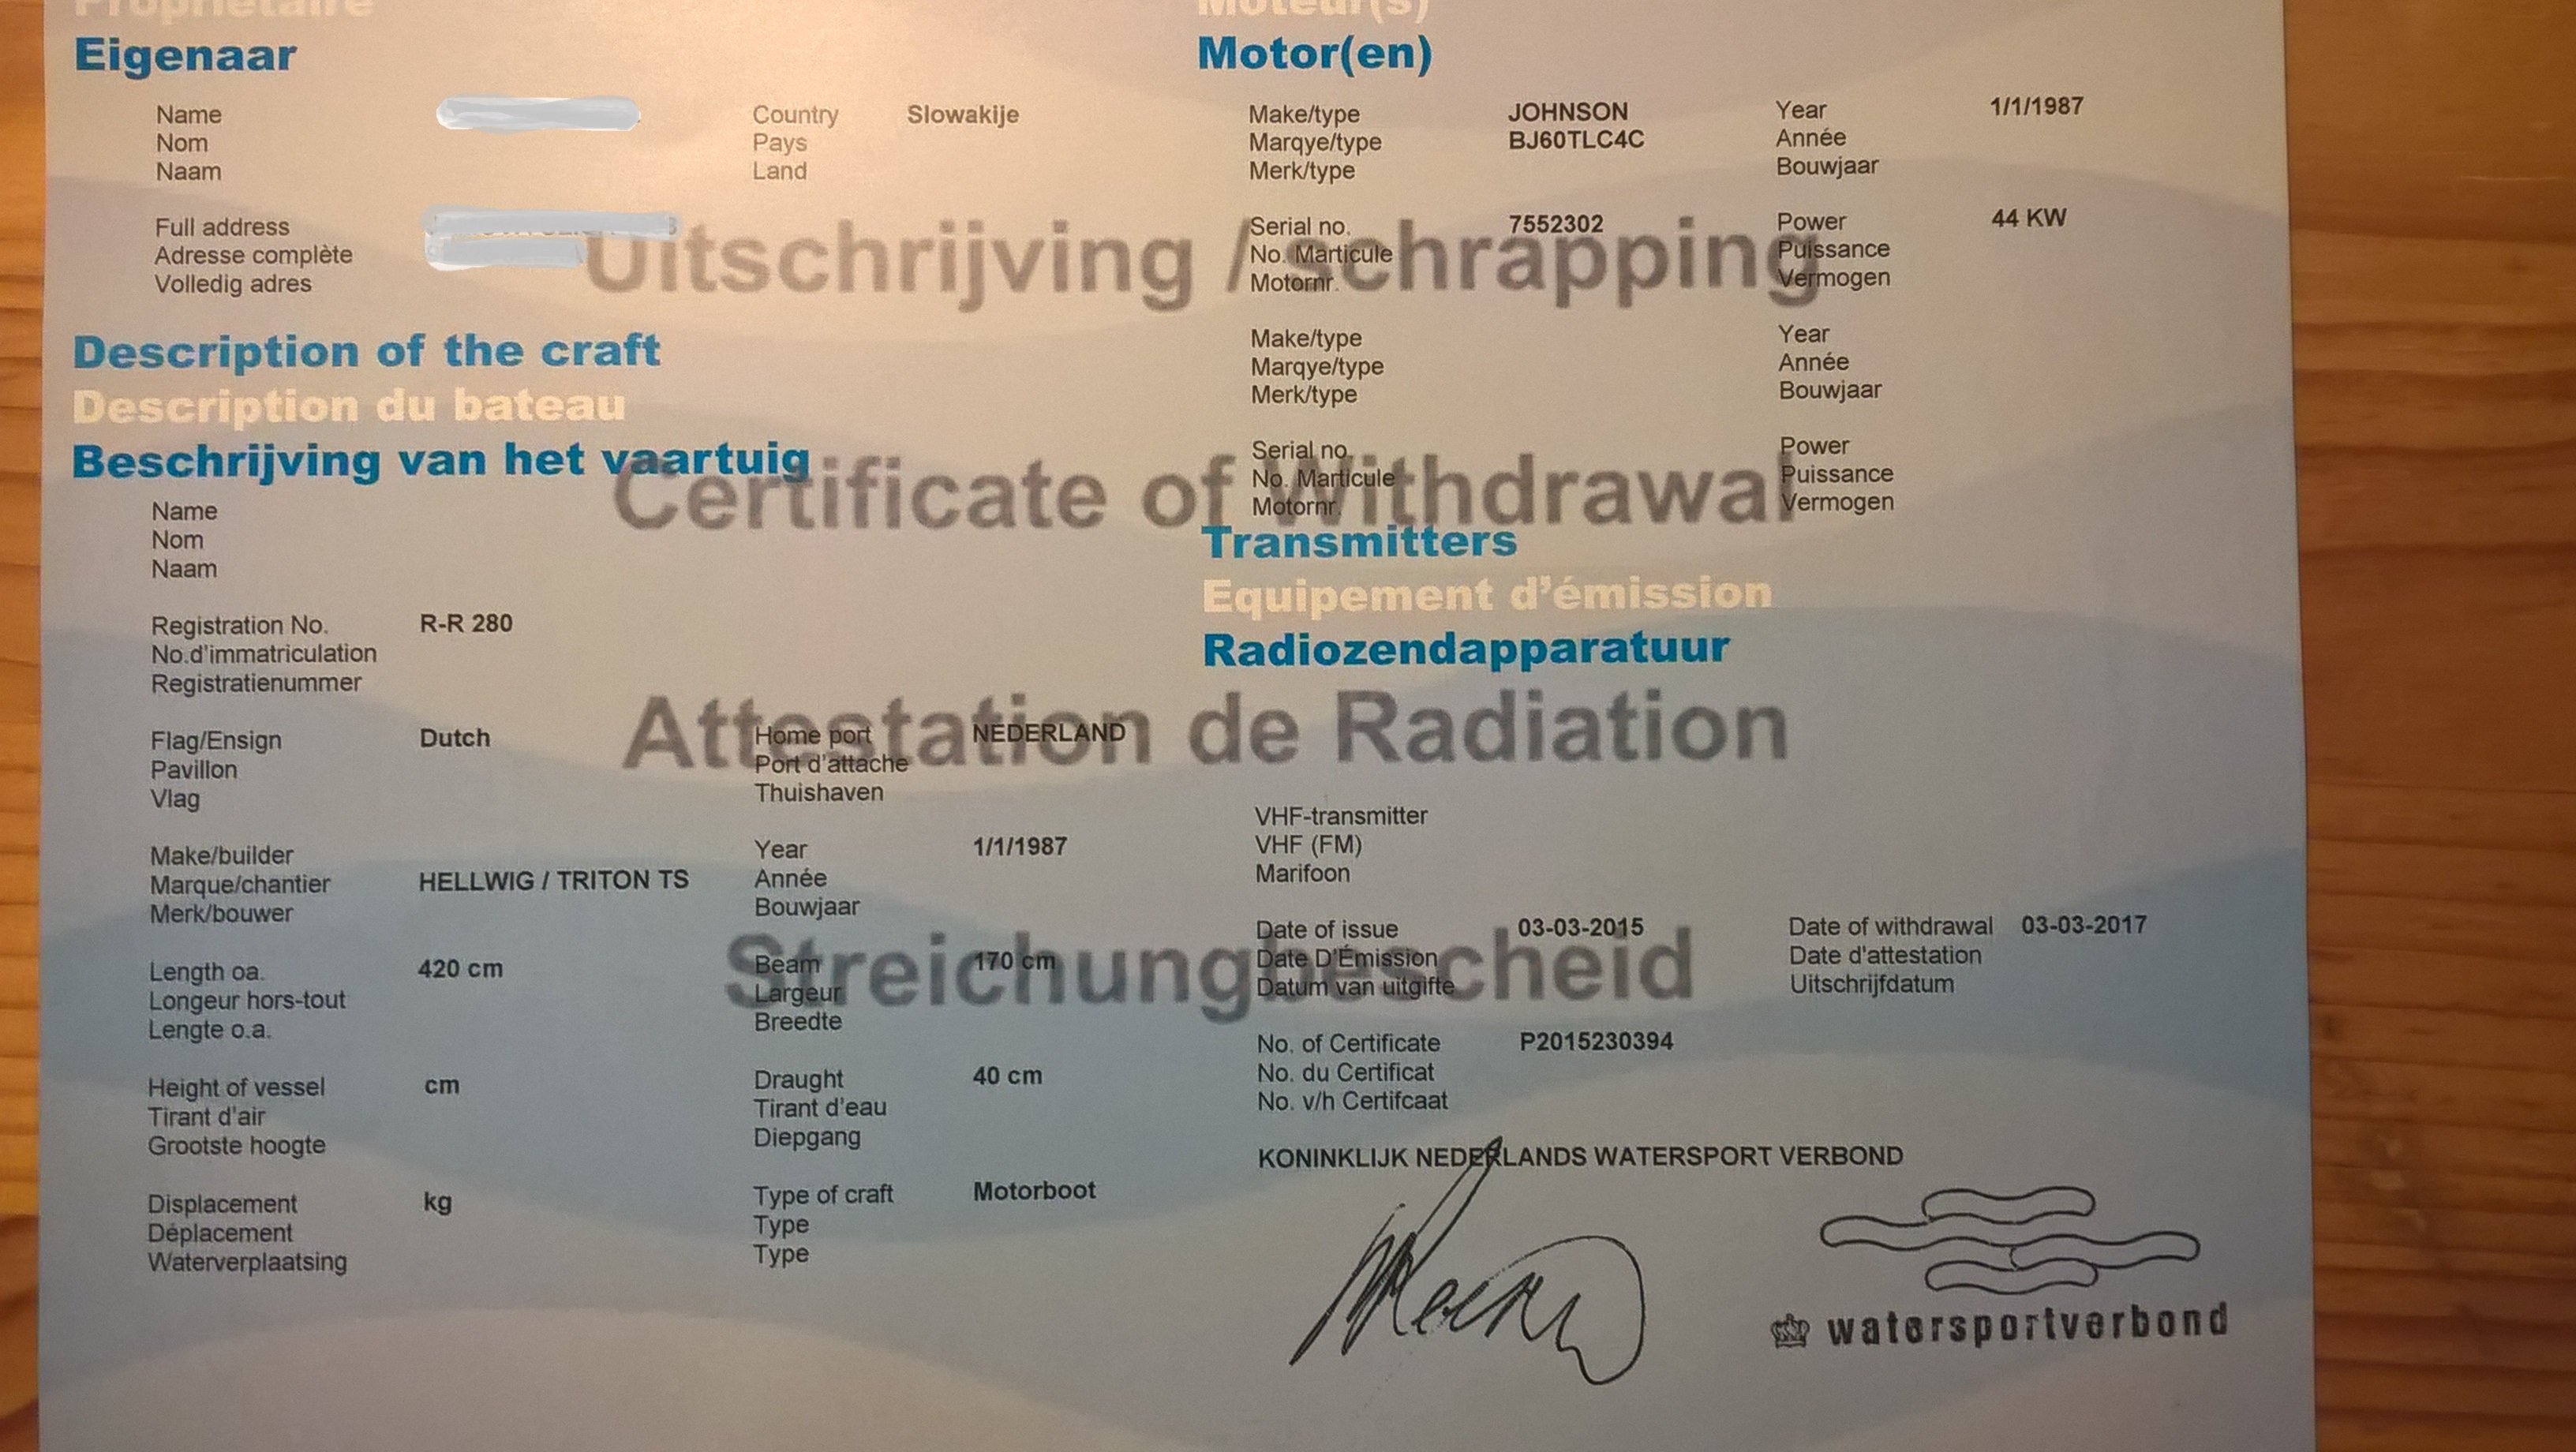 Propriétaire
Eigenaar
Name
Nom
Naam
Country Slowakije
Pays
Land
Full address
Adresse complète
Volledig adres
Description of the craft
Description du bateau
Beschrijving van het vaartuig
Name
Nom
Naam
Registration No. R-R 280
No.d'immatriculation
Registratienummer
Flag/Ensign Dutch
Pavillon
Vlag
Home port NEDERLAND
Port d'attache
Thuishaven
Make/builder
Marque/chantier HELLWIG / TRITON TS
Merk/bouwer
Year 1/1/1987
Année
Bouwjaar
Length oa. 420 cm
Longeur hors-tout
Lengte o.a.
Beam 170 cm
Largeur
Breedte
Height of vessel cm
Tirant d'air
Grootste hoogte
Draught 40 cm
Tirant d'eau
Diepgang
Displacement kg
Déplacement
Waterverplaatsing
Type of craft Motorboot
Type
Type
Moteur(s)
Motor(en)
Make/type JOHNSON
Marqye/type BJ60TLC4C
Merk/type
Year 1/1/1987
Année
Bouwjaar
Serial no. 7552302
No. Marticule
Motornr.
Power 44 KW
Puissance
Vermogen
Make/type
Marqye/type
Merk/type
Year
Année
Bouwjaar
Serial no.
No. Marticule
Motornr.
Power
Puissance
Vermogen
Transmitters
Equipement d'émission
Radiozendapparatuur
VHF-transmitter
VHF (FM)
Marifoon
Date of issue 03-03-2015
Date D'Émission
Datum van uitgifte
Date of withdrawal 03-03-2017
Date d'attestation
Uitschrijfdatum
No. of Certificate P2015230394
No. du Certificat
No. v/h Certifcaat
KONINKLIJK NEDERLANDS WATERSPORT VERBOND
watersportverbond
Uitschrijving / schrapping
Certificate of Withdrawal
Attestation de Radiation
Streichungbescheid